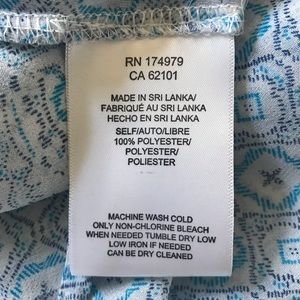 RN 174979
CA 62101
MADE IN SRI LANKA/
FABRIQUÉ AU SRI LANKA
HECHO EN SRI LANKA
SELF/AUTO/LIBRE
100% POLYESTER/
POLYESTER/
POLIESTER
MACHINE WASH COLD
ONLY NON-CHLORINE BLEACH
WHEN NEEDED TUMBLE DRY LOW
LOW IRON IF NEEDED
CAN BE DRY CLEANED